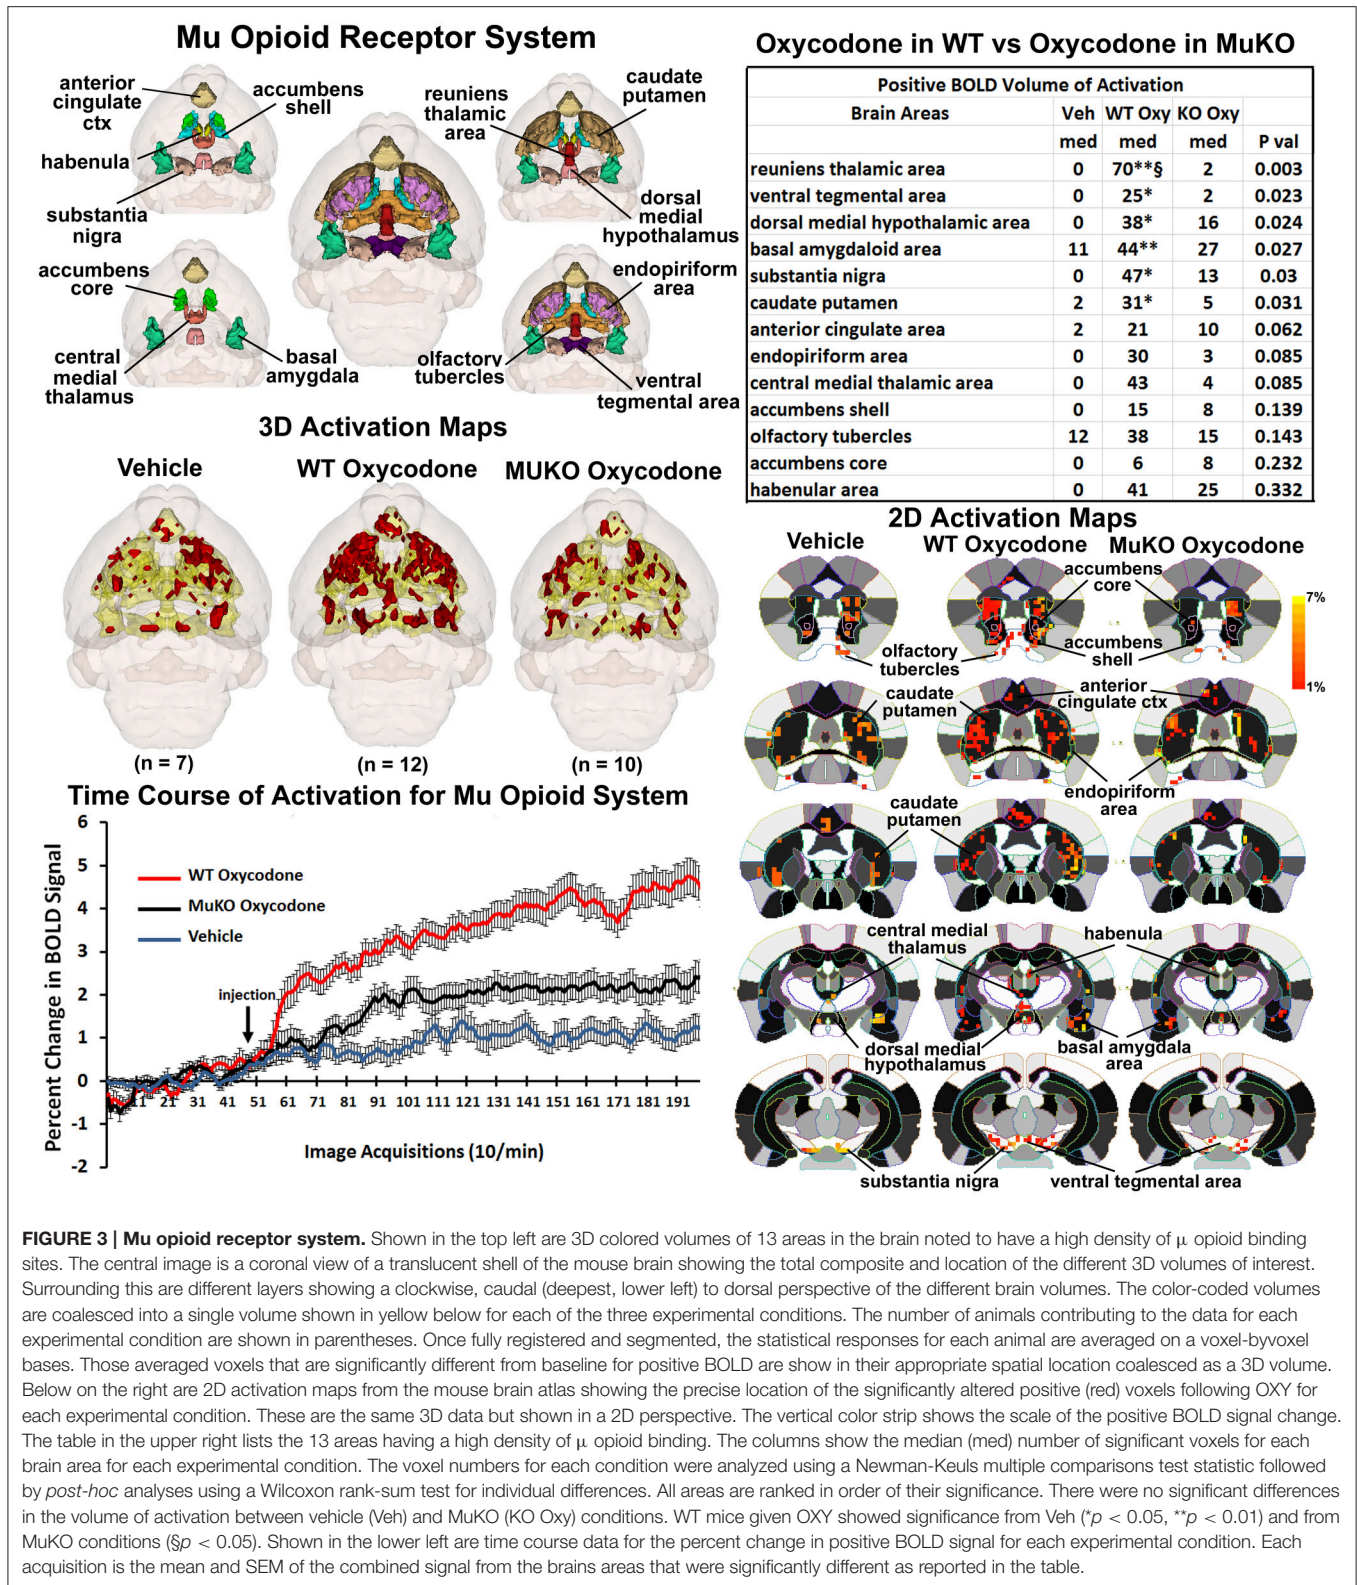 Mu Opioid Receptor System
anterior
cingulate
ctx
accumbens
shell
habenula
substantia
nigra
reuniens
thalamic
area
caudate
putamen
dorsal
medial
hypothalamus
accumbens
core
central
medial
thalamus
basal
amygdala
endopiriform
area
olfactory
tubercles
ventral
tegmental area
Oxycodone in WT vs Oxycodone in MuKO
Positive BOLD Volume of Activation
Brain Areas Veh WT Oxy KO Oxy
med med med P val
reuniens thalamic area 0 70**§ 2 0.003
ventral tegmental area 0 25* 2 0.023
dorsal medial hypothalamic area 0 38* 16 0.024
basal amygdaloid area 11 44** 27 0.027
substantia nigra 0 47* 13 0.03
caudate putamen 2 31* 5 0.031
anterior cingulate area 2 21 10 0.062
endopiriform area 0 30 3 0.085
central medial thalamic area 0 43 4 0.085
accumbens shell 0 15 8 0.139
olfactory tubercles 12 38 15 0.143
accumbens core 0 6 8 0.232
habenular area 0 41 25 0.332
3D Activation Maps
Vehicle WT Oxycodone MUKO Oxycodone
(n = 7) (n = 12) (n = 10)
2D Activation Maps
Vehicle WT Oxycodone MuKO Oxycodone
accumbens
core
7%
1%
olfactory
tubercles
accumbens
shell
caudate
putamen
anterior
cingulate ctx
endopiriform
area
caudate
putamen
central medial
thalamus
habenula
dorsal medial
hypothalamus
basal amygdala
area
substantia nigra
ventral tegmental area
Time Course of Activation for Mu Opioid System
Percent Change in BOLD Signal
6
5
4
3
2
1
0
-1
-2
WT Oxycodone
MuKO Oxycodone
Vehicle
injection
11 21 31 41 51 61 71 81 91 101 111 121 131 141 151 161 171 181 191
Image Acquisitions (10/min)
FIGURE 3 | Mu opioid receptor system. Shown in the top left are 3D colored volumes of 13 areas in the brain noted to have a high density of μ opioid binding
sites. The central image is a coronal view of a translucent shell of the mouse brain showing the total composite and location of the different 3D volumes of interest.
Surrounding this are different layers showing a clockwise, caudal (deepest, lower left) to dorsal perspective of the different brain volumes. The color-coded volumes
are coalesced into a single volume shown in yellow below for each of the three experimental conditions. The number of animals contributing to the data for each
experimental condition are shown in parentheses. Once fully registered and segmented, the statistical responses for each animal are averaged on a voxel-byvoxel
bases. Those averaged voxels that are significantly different from baseline for positive BOLD are show in their appropriate spatial location coalesced as a 3D volume.
Below on the right are 2D activation maps from the mouse brain atlas showing the precise location of the significantly altered positive (red) voxels following OXY for
each experimental condition. These are the same 3D data but shown in a 2D perspective. The vertical color strip shows the scale of the positive BOLD signal change.
The table in the upper right lists the 13 areas having a high density of μ opioid binding. The columns show the median (med) number of significant voxels for each
brain area for each experimental condition. The voxel numbers for each condition were analyzed using a Newman-Keuls multiple comparisons test statistic followed
by post-hoc analyses using a Wilcoxon rank-sum test for individual differences. All areas are ranked in order of their significance. There were no significant differences
in the volume of activation between vehicle (Veh) and MuKO (KO Oxy) conditions. WT mice given OXY showed significance from Veh (*p < 0.05, **p < 0.01) and from
MuKO conditions (§p < 0.05). Shown in the lower left are time course data for the percent change in positive BOLD signal for each experimental condition. Each
acquisition is the mean and SEM of the combined signal from the brains areas that were significantly different as reported in the table.